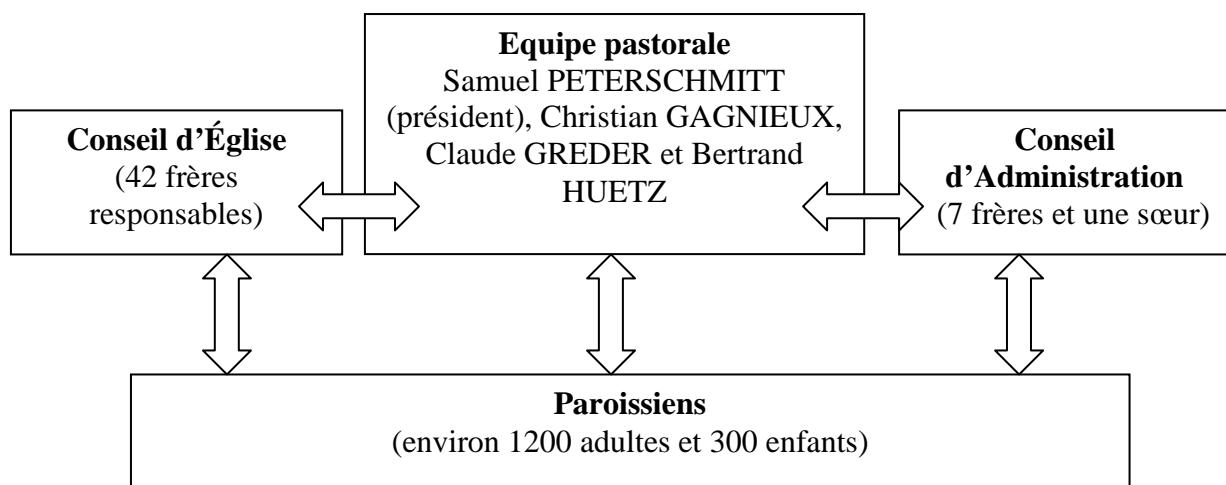 Equipe pastorale
Samuel PETERSCHMITT
(président), Christian GAGNIEUX,
Claude GREDER et Bertrand
HUETZ
Conseil d’Église
(42 frères
responsables)
Conseil
d’Administration
(7 frères et une sœur)
Paroissiens
(environ 1200 adultes et 300 enfants)